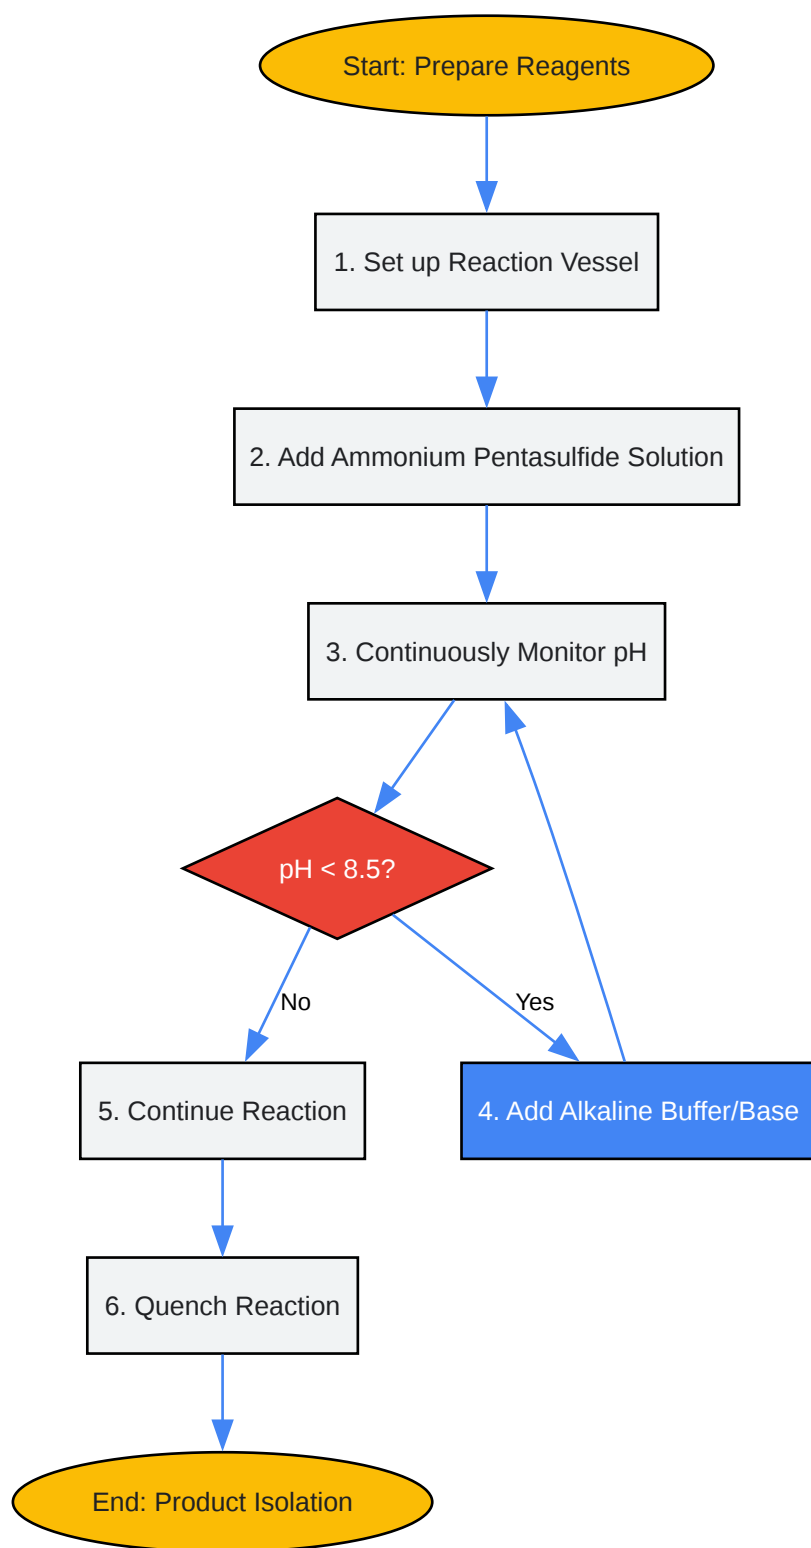 Start: Prepare Reagents
1. Set up Reaction Vessel
2. Add Ammonium Pentasulfide Solution
3. Continuously Monitor pH
pH < 8.5?
No
Yes
5. Continue Reaction
4. Add Alkaline Buffer/Base
6. Quench Reaction
End: Product Isolation